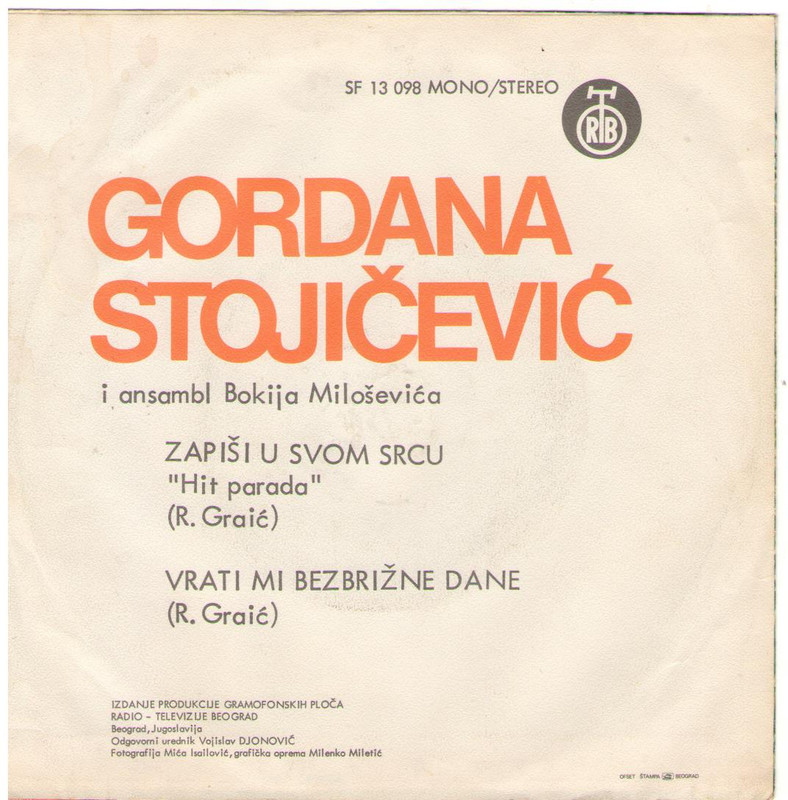 SF 13 098 MONO/STEREO
RTB
GORDANA
STOJIČEVIĆ
i ansambl Bokija Miloševića
ZAPIŠI U SVOM SRCU
"Hit parada"
(R. Graić)
VRATI MI BEZBRIŽNE DANE
(R. Graić)
IZDANJE PRODUKCIJE GRAMOFONSKIH PLOČA
RADIO – TELEVIZIJE BEOGRAD
Beograd, Jugoslavija
Odgovorni urednik Vojislav DJONOVIĆ
Fotografija Mića Isailović, grafička oprema Milenko Miletić
OFSET ŠTAMPA BEOGRAD